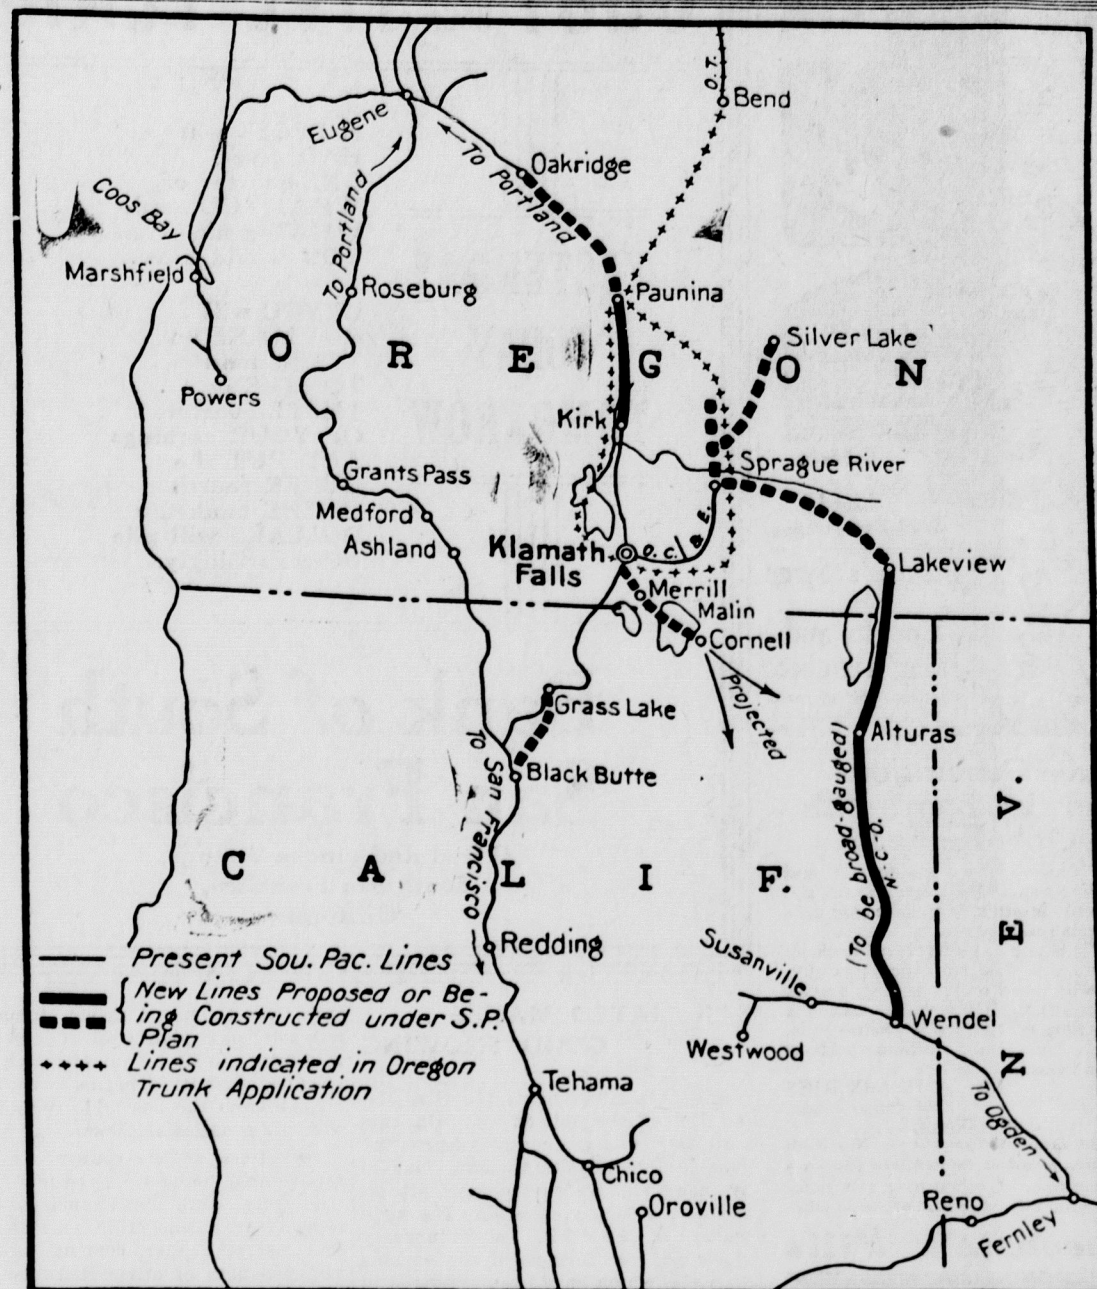 O.T.
Bend
Eugene
To Portland
Oakridge
Coos Bay
To Portland
Marshfield
Roseburg
Paunina
Silver Lake
O R E G O N
Powers
Kirk
Sprague River
Grants Pass
Medford
Ashland
Klamath
Falls
O.C. & E.
Lakeview
Merrill
Malin
Cornell
Projected
Grass Lake
Alturas
Black Butte
To San Francisco
(To be broad-gauged)
N.-C.-O.
C A L I F.
N E V.
Redding
Susanville
Present Sou. Pac. Lines
New Lines Proposed or Be-
ing Constructed under S.P.
Plan
Lines indicated in Oregon
Trunk Application
Wendel
Westwood
Tehama
To Ogden
Chico
Oroville
Reno
Fernley